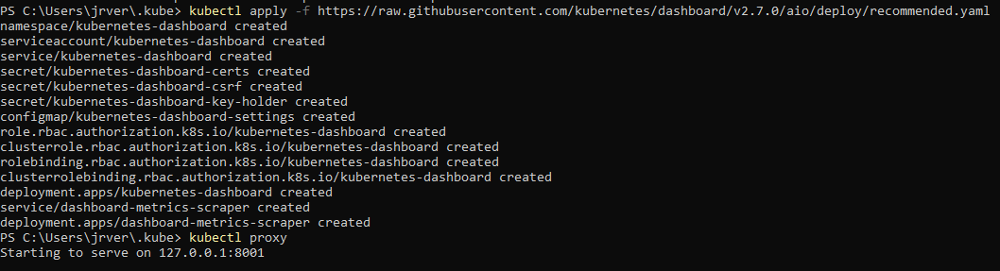 PS C:\Users\jrver\.kube> kubectl apply -f https://raw.githubusercontent.com/kubernetes/dashboard/v2.7.0/aio/deploy/recommended.yaml
namespace/kubernetes-dashboard created
serviceaccount/kubernetes-dashboard created
service/kubernetes-dashboard created
secret/kubernetes-dashboard-certs created
secret/kubernetes-dashboard-csrf created
secret/kubernetes-dashboard-key-holder created
configmap/kubernetes-dashboard-settings created
role.rbac.authorization.k8s.io/kubernetes-dashboard created
clusterrole.rbac.authorization.k8s.io/kubernetes-dashboard created
rolebinding.rbac.authorization.k8s.io/kubernetes-dashboard created
clusterrolebinding.rbac.authorization.k8s.io/kubernetes-dashboard created
deployment.apps/kubernetes-dashboard created
service/dashboard-metrics-scraper created
deployment.apps/dashboard-metrics-scraper created
PS C:\Users\jrver\.kube> kubectl proxy
Starting to serve on 127.0.0.1:8001